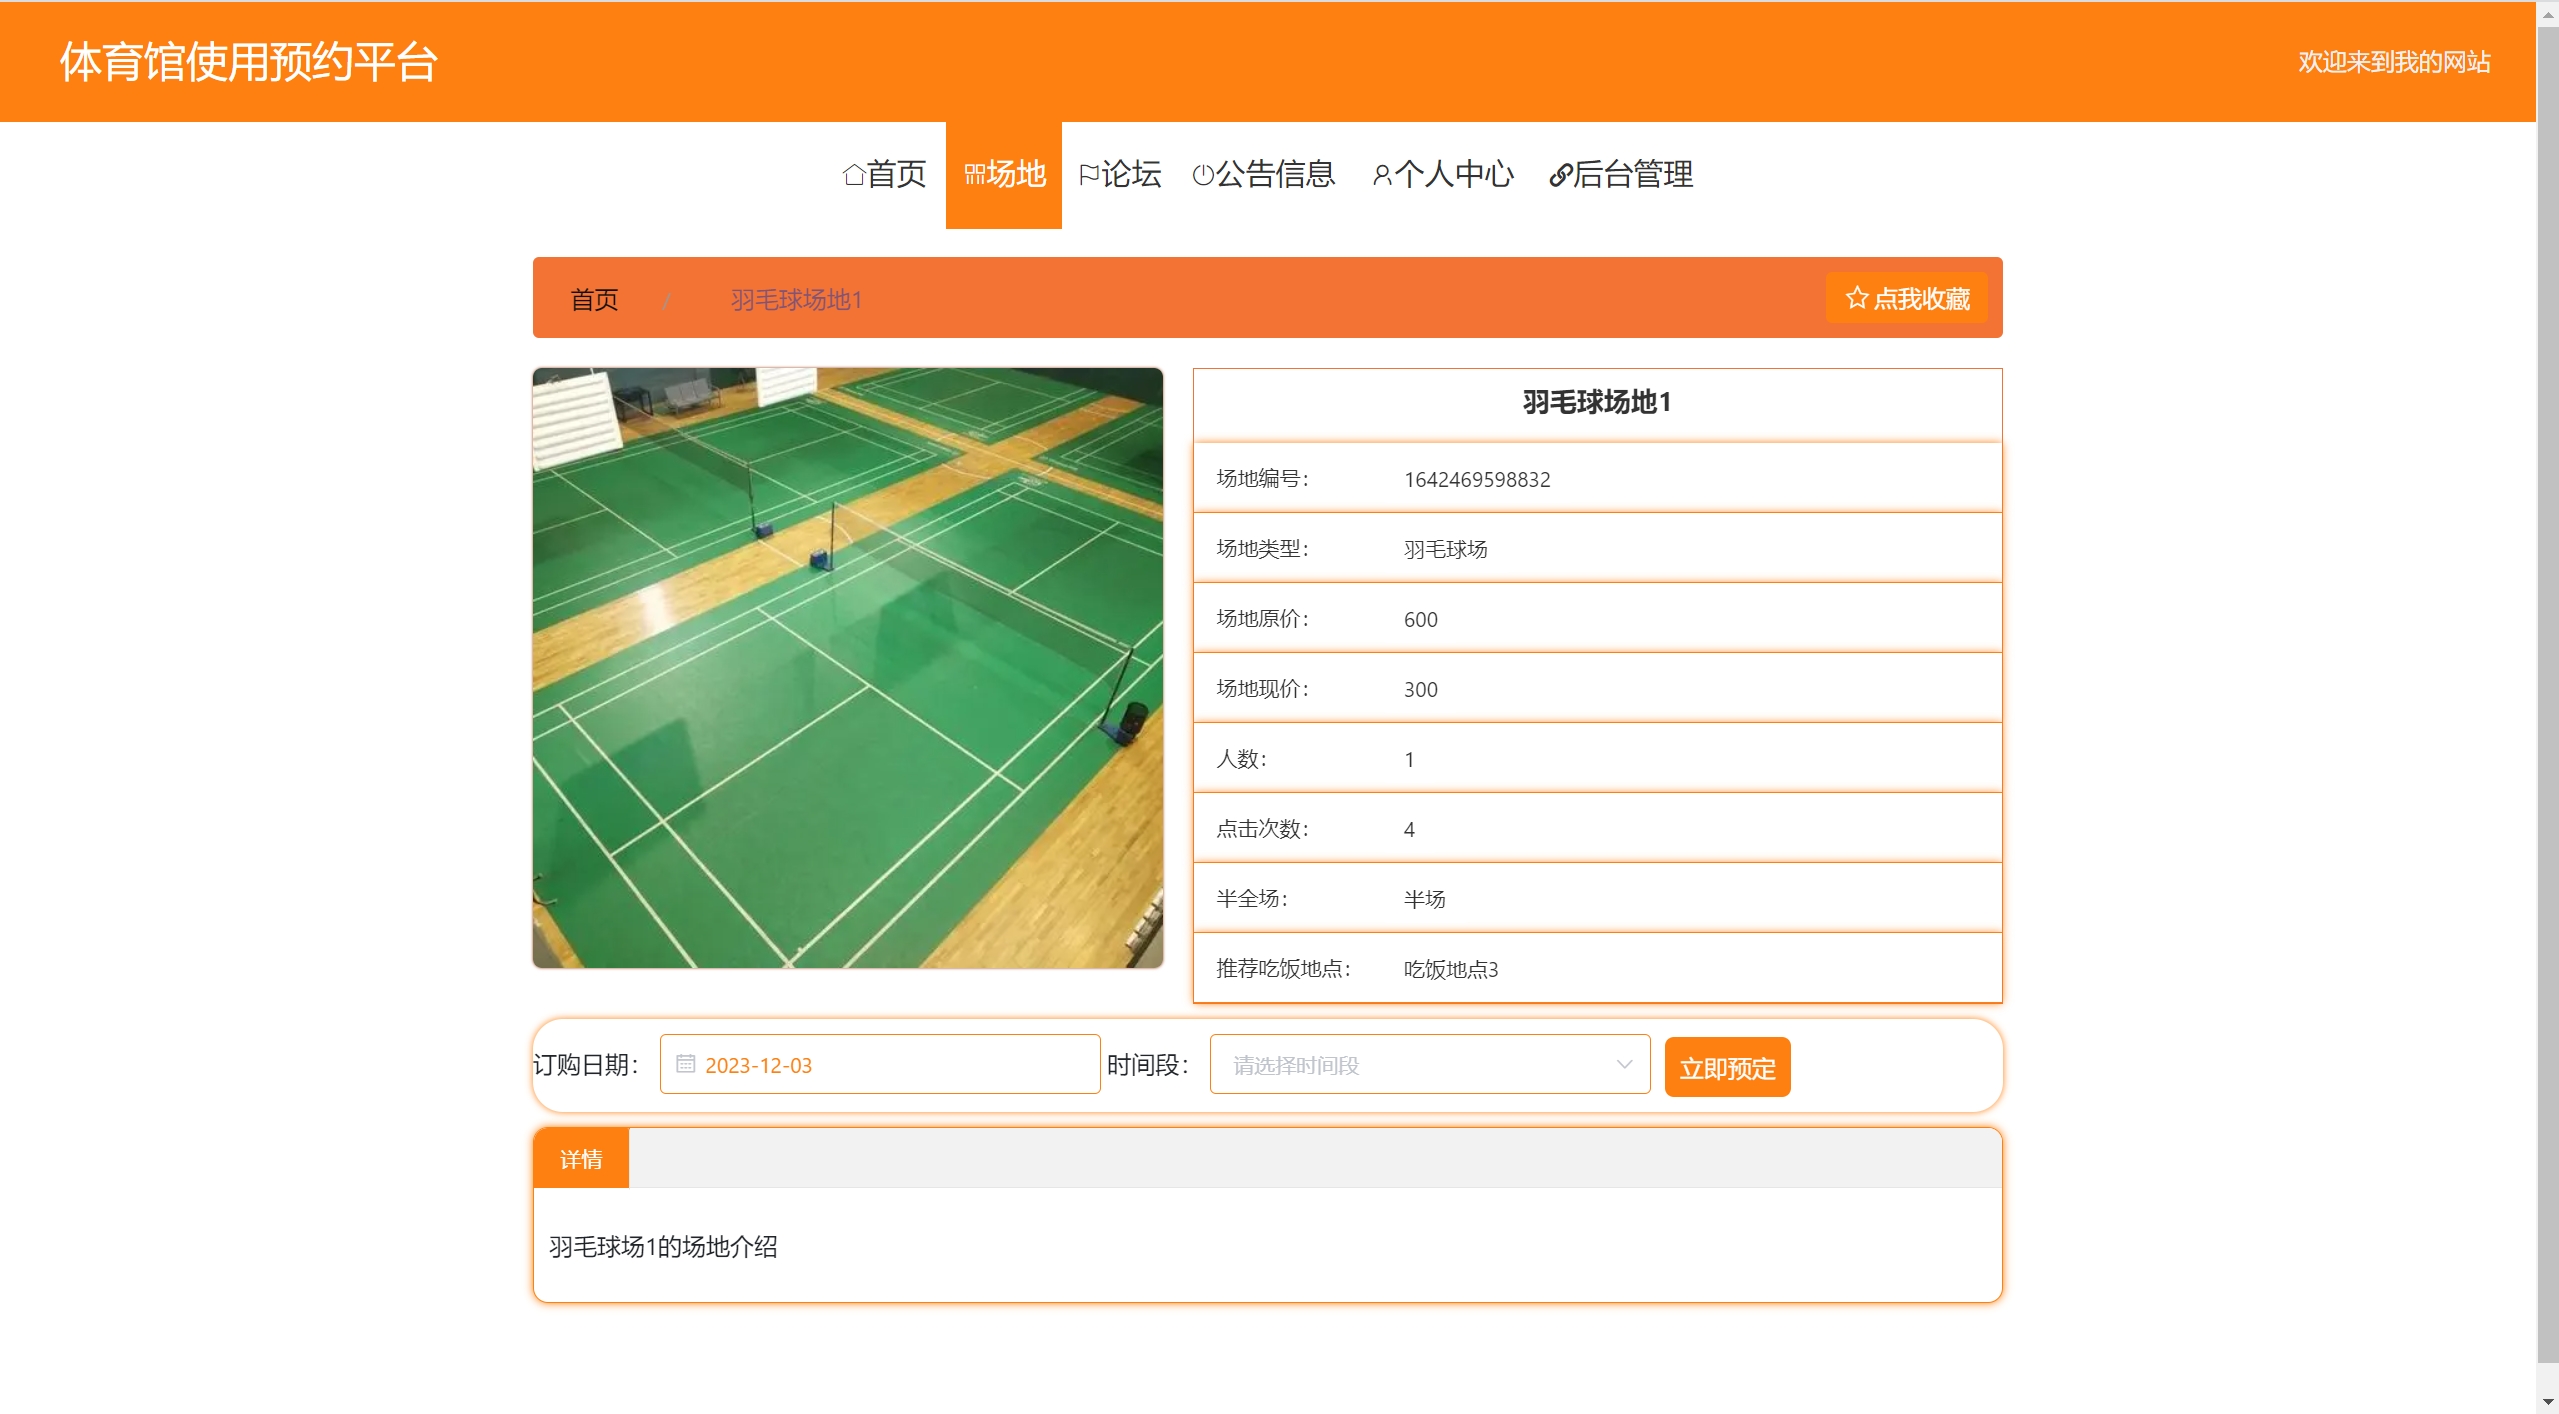 体育馆使用预约平台
欢迎来到我的网站
首页 场地 论坛 公告信息 个人中心 后台管理
首页 / 羽毛球场地1
点我收藏
羽毛球场地1
场地编号： 1642469598832
场地类型： 羽毛球场
场地原价： 600
场地现价： 300
人数： 1
点击次数： 4
半全场： 半场
推荐吃饭地点： 吃饭地点3
订购日期： 2023-12-03 时间段： 请选择时间段 立即预定
详情
羽毛球场1的场地介绍